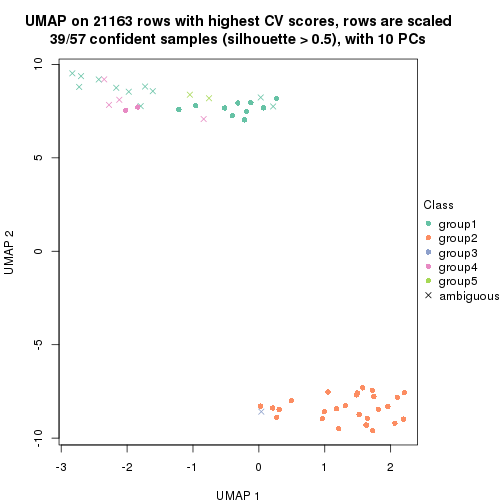 UMAP on 21163 rows with highest CV scores, rows are scaled
39/57 confident samples (silhouette > 0.5), with 10 PCs
10
5
0
-5
-10
UMAP 2
-3
-2
-1
0
1
2
UMAP 1
Class
group1
group2
group3
group4
group5
ambiguous